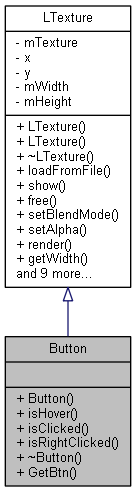 LTexture
- mTexture
- x
- y
- mWidth
- mHeight
+ LTexture()
+ LTexture()
+ ~LTexture()
+ loadFromFile()
+ show()
+ free()
+ setBlendMode()
+ setAlpha()
+ render()
+ getWidth()
and 9 more...
Button
+ Button()
+ isHover()
+ isClicked()
+ isRightClicked()
+ ~Button()
+ GetBtn()